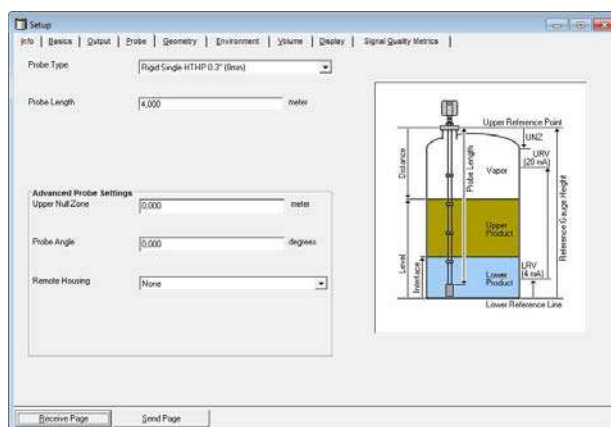 Setup
Info | Basics | Output | Probe | Geometry | Environment | Volume | Display | Signal Quality Metrics |
Probe Type
Rigid Single HTHP 0.3" (8mm)
Probe Length
4,000
meter
Advanced Probe Settings
Upper Null Zone
0,000
meter
Probe Angle
0,000
degrees
Remote Housing
None
Upper Reference Point
UNZ
URV
(20 mA)
Distance
Probe Length
Vapor
Reference Gauge Height
Upper
Product
Level
Interface
Lower
Product
LRV
(4 mA)
Lower Reference Line
Receive Page
Send Page